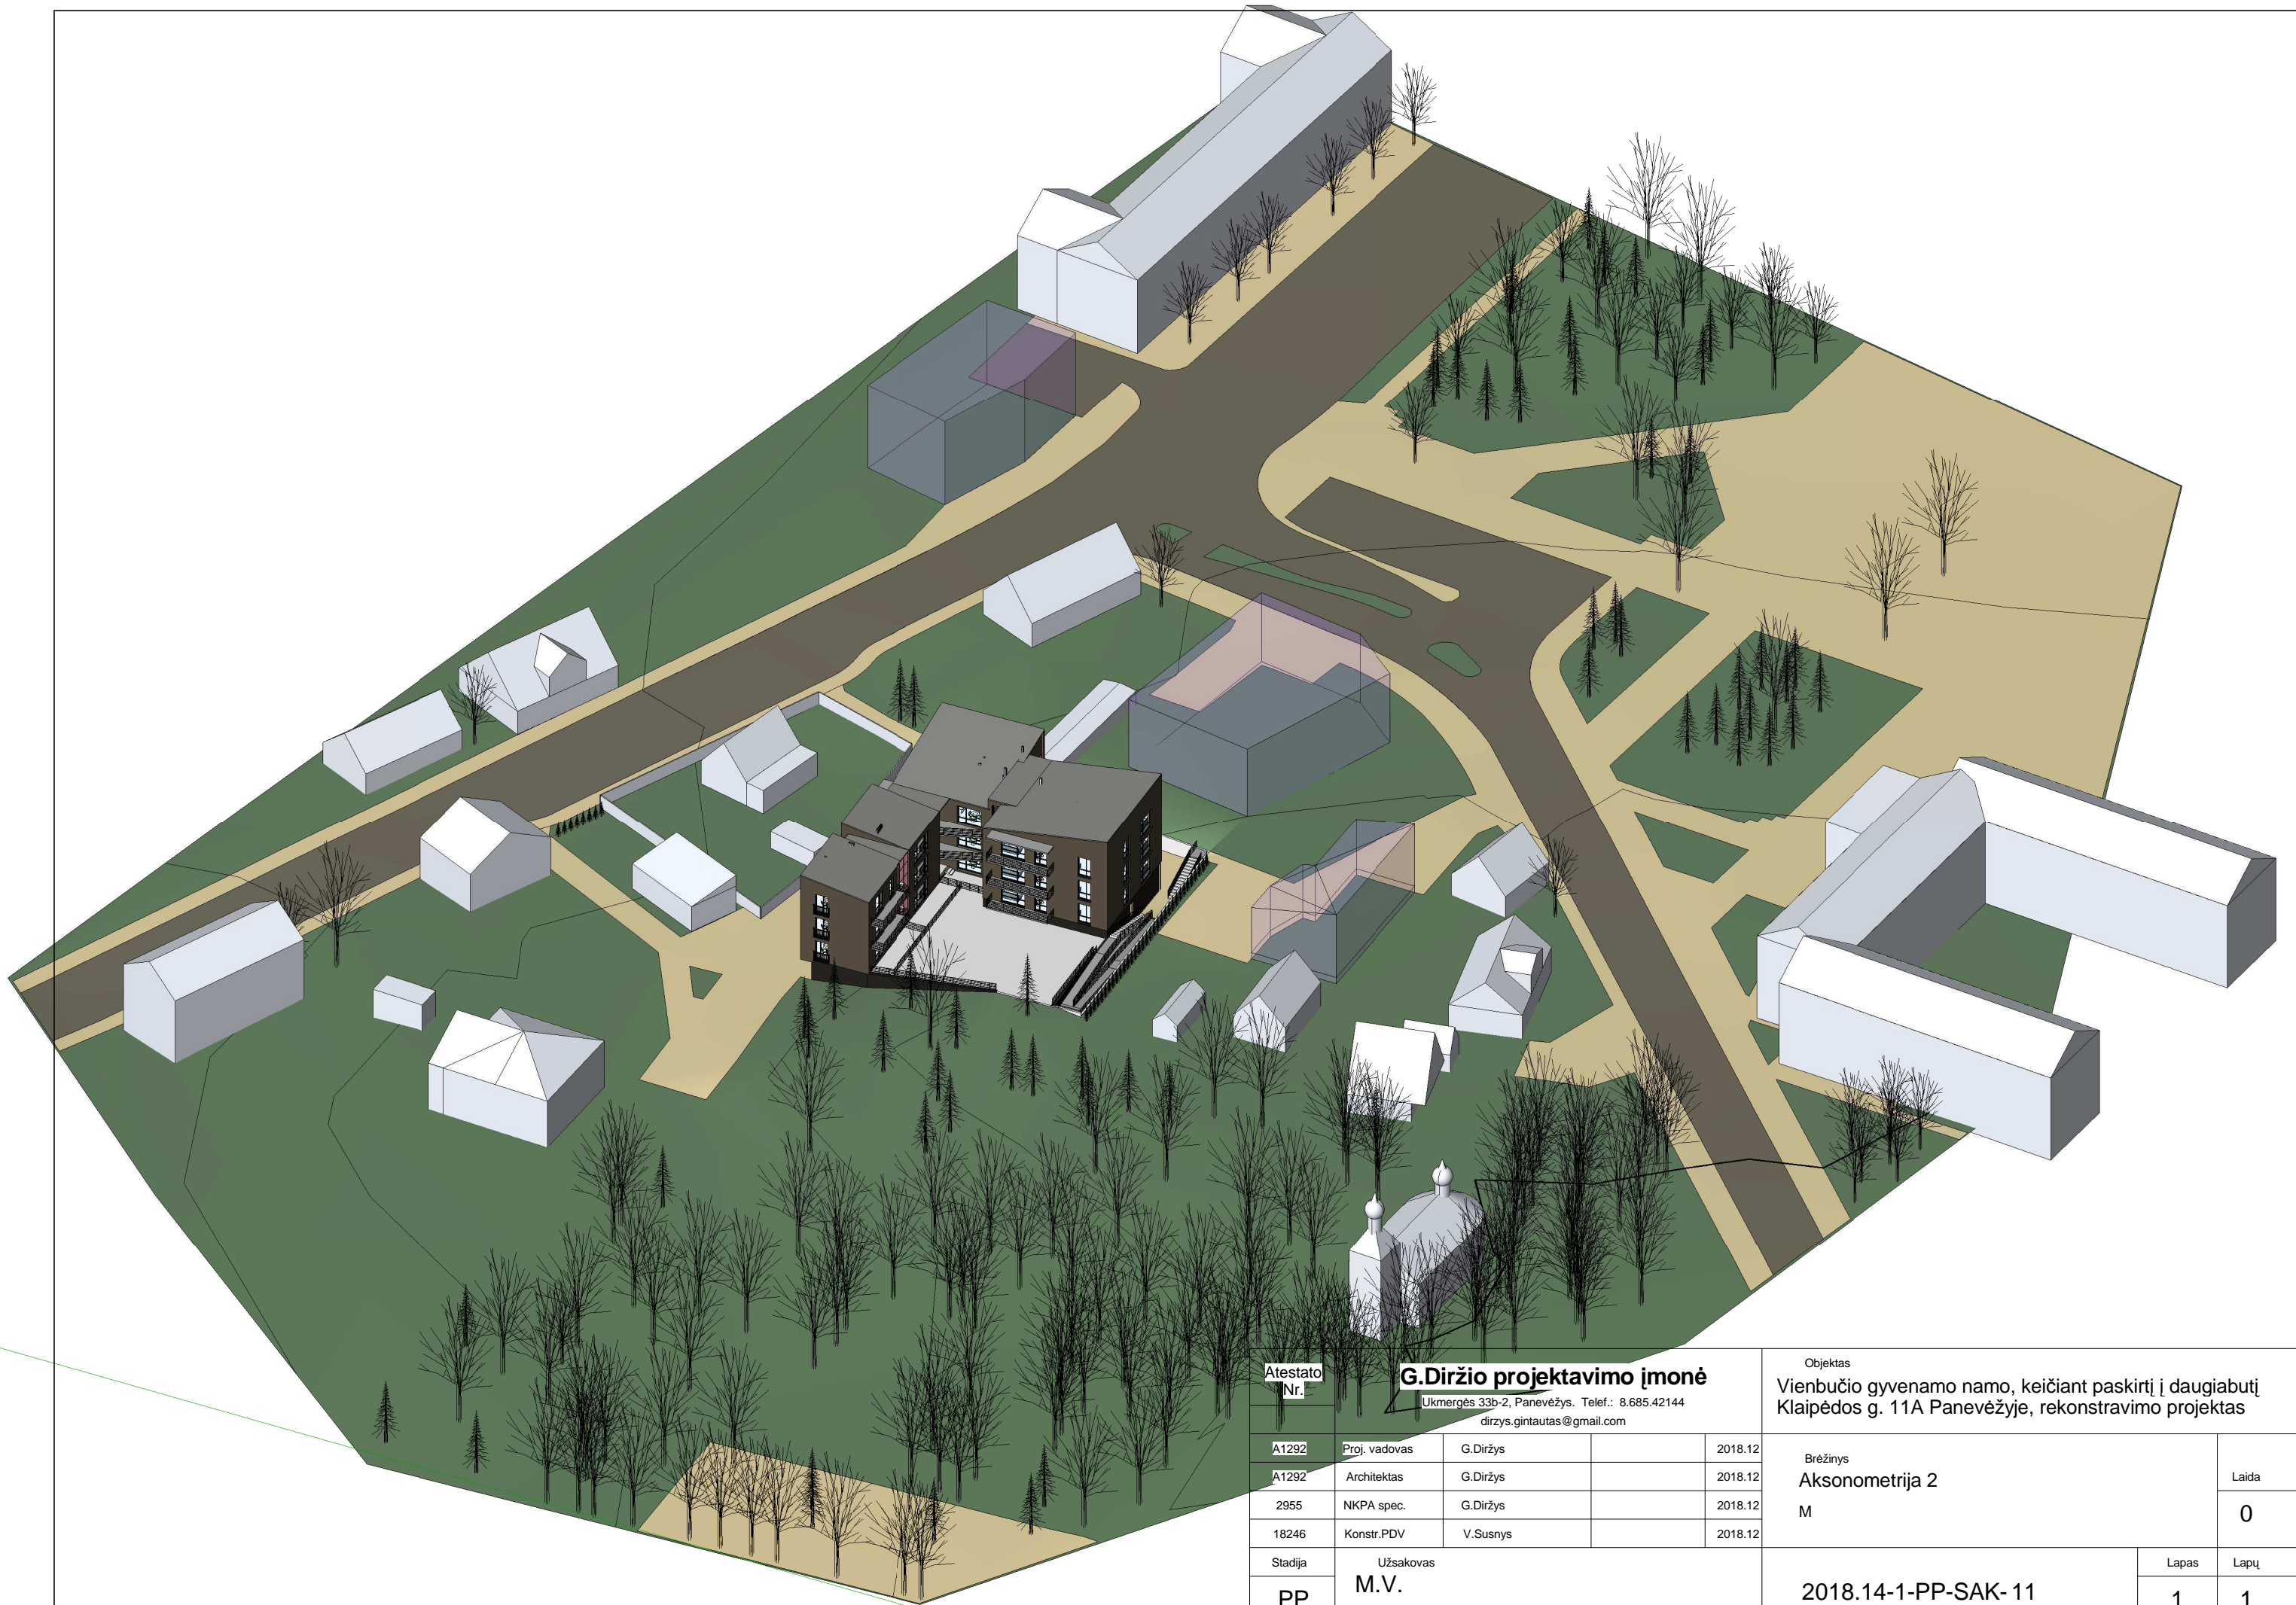 Atestato
Nr.
G.Diržio projektavimo įmonė
Ukmergės 33b-2, Panevėžys. Telef.: 8.685.42144
dirzys.gintautas@gmail.com
Objektas
Vienbučio gyvenamo namo, keičiant paskirtį į daugiabutį
Klaipėdos g. 11A Panevėžyje, rekonstravimo projektas
A1292 Proj. vadovas G.Diržys 2018.12
A1292 Architektas G.Diržys 2018.12
2955 NKPA spec. G.Diržys 2018.12
18246 Konstr.PDV V.Susnys 2018.12
Brėžinys
Aksonometrija 2
M
Laida
0
Stadija
PP
Užsakovas
M.V.
2018.14-1-PP-SAK- 11
Lapas
1
Lapų
1